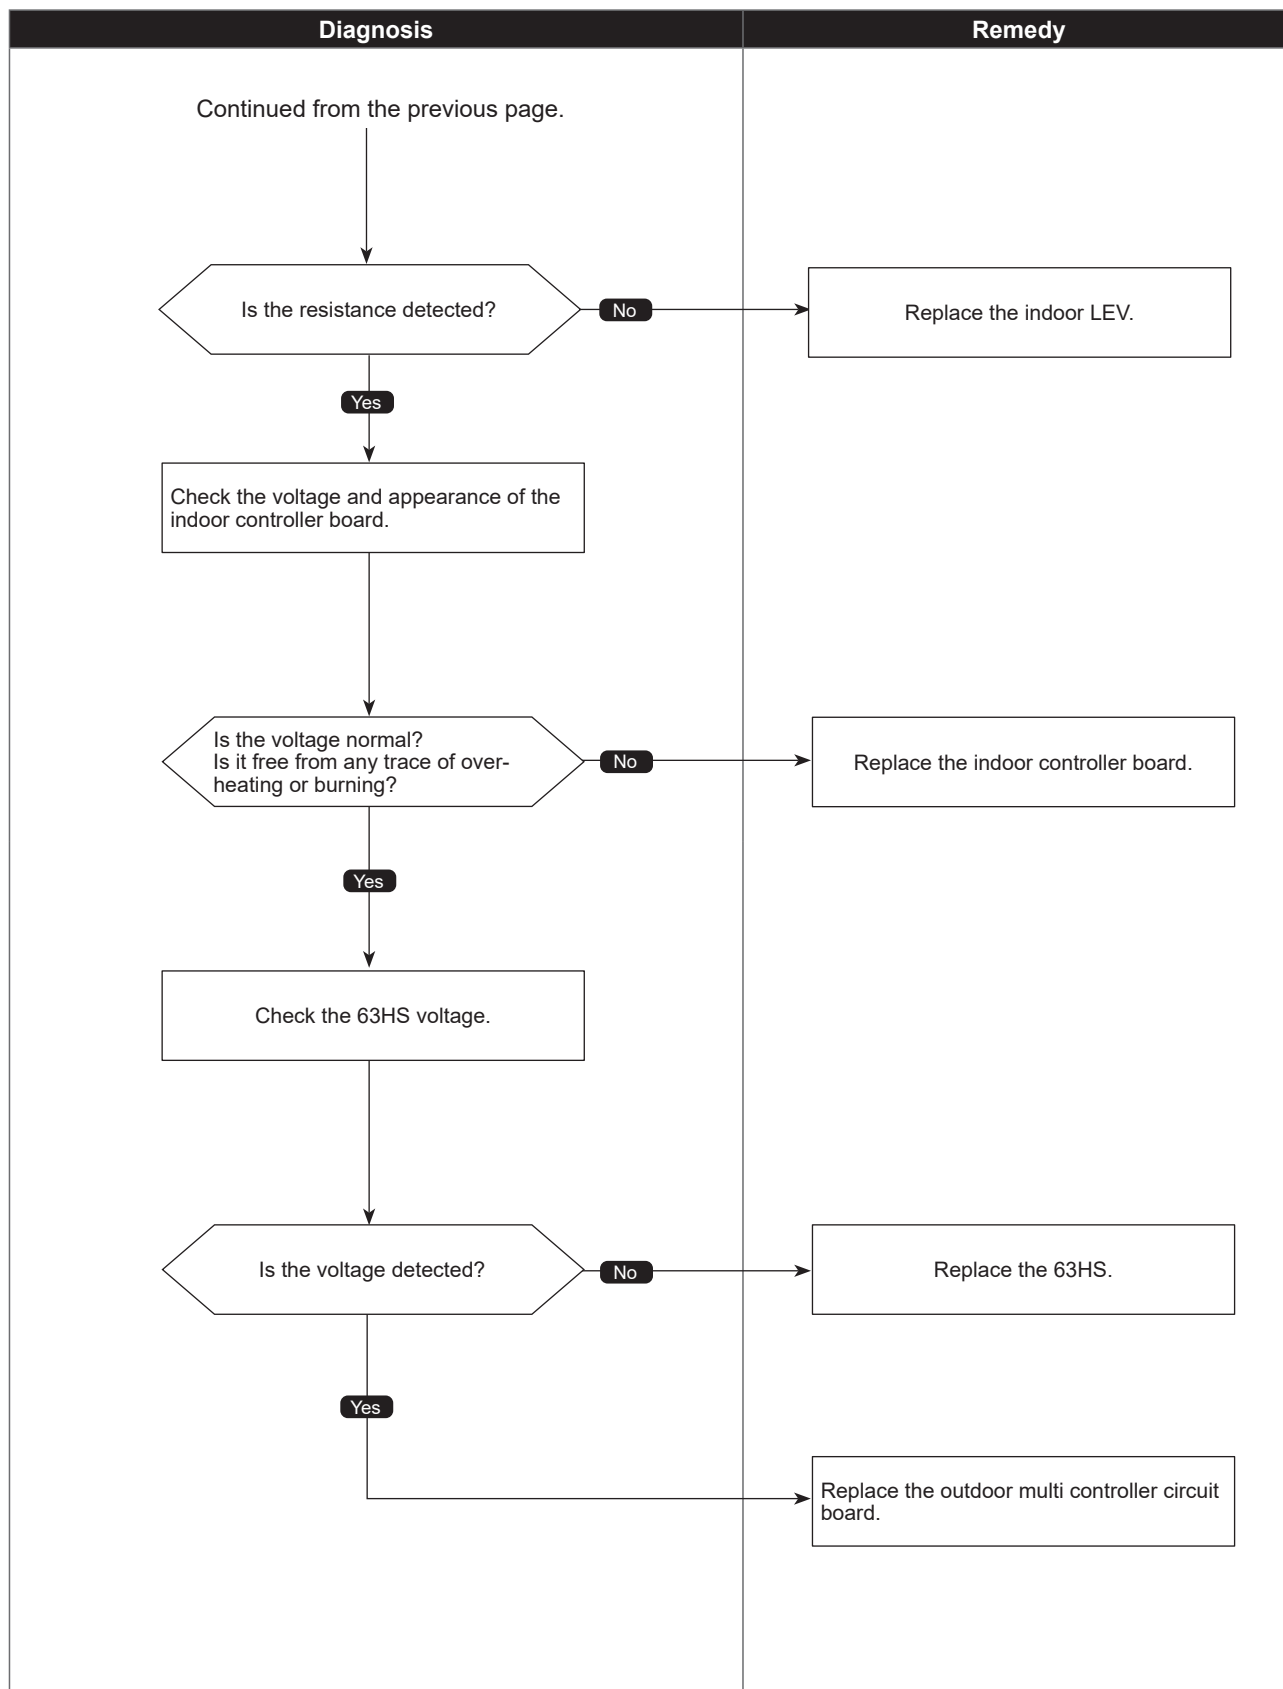 Diagnosis
Remedy
Continued from the previous page.
Is the resistance detected?
No
Replace the indoor LEV.
Yes
Check the voltage and appearance of the
indoor controller board.
Is the voltage normal?
Is it free from any trace of over-
heating or burning?
No
Replace the indoor controller board.
Yes
Check the 63HS voltage.
Is the voltage detected?
No
Replace the 63HS.
Yes
Replace the outdoor multi controller circuit
board.